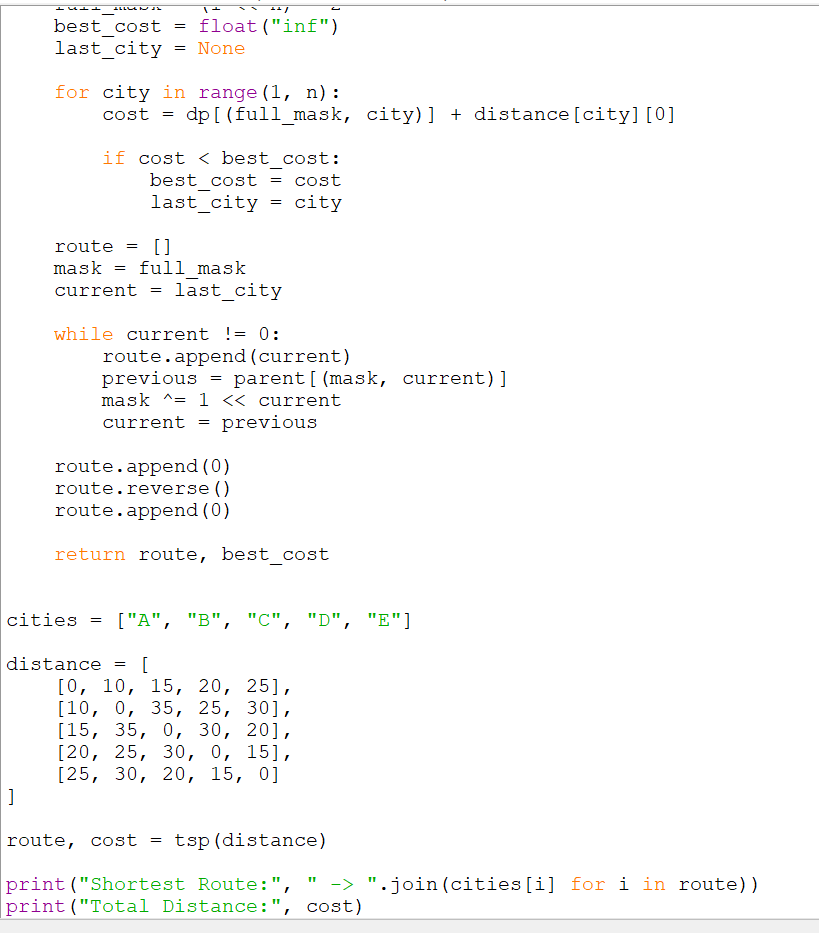 best_cost = float("inf")
    last_city = None

    for city in range(1, n):
        cost = dp[(full_mask, city)] + distance[city][0]

        if cost < best_cost:
            best_cost = cost
            last_city = city

    route = []
    mask = full_mask
    current = last_city

    while current != 0:
        route.append(current)
        previous = parent[(mask, current)]
        mask ^= 1 << current
        current = previous

    route.append(0)
    route.reverse()
    route.append(0)

    return route, best_cost


cities = ["A", "B", "C", "D", "E"]

distance = [
    [0, 10, 15, 20, 25],
    [10, 0, 35, 25, 30],
    [15, 35, 0, 30, 20],
    [20, 25, 30, 0, 15],
    [25, 30, 20, 15, 0]
]

route, cost = tsp(distance)

print("Shortest Route:", " -> ".join(cities[i] for i in route))
print("Total Distance:", cost)